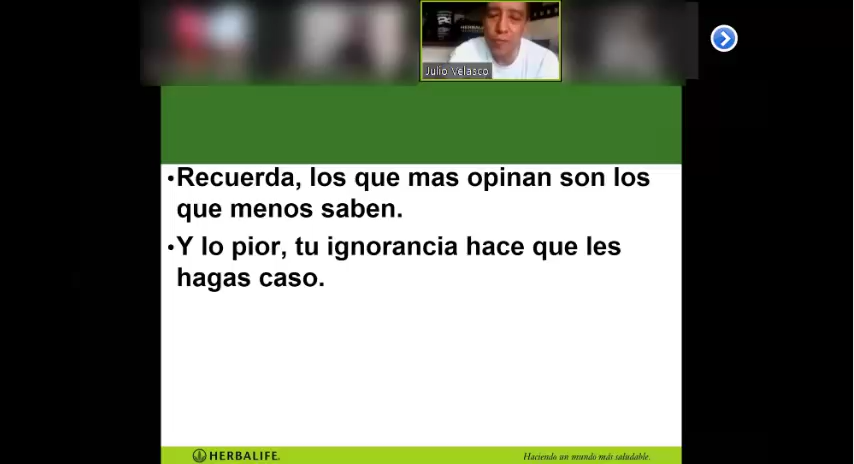 Julio Velasco
•Recuerda, los que mas opinan son los
que menos saben.
•Y lo pior, tu ignorancia hace que les
hagas caso.
HERBALIFE.
Haciendo un mundo más saludable.